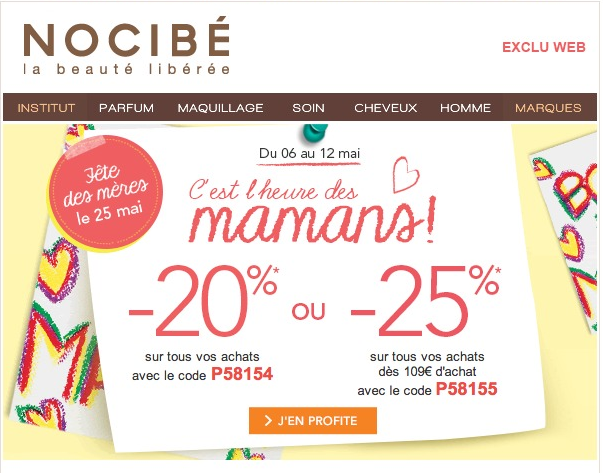 NOCIBÉ
la beauté libérée
EXCLU WEB
INSTITUT PARFUM MAQUILLAGE SOIN CHEVEUX HOMME MARQUES
Fête
des mères
le 25 mai
Du 06 au 12 mai
C'est l'heure des
mamans!
-20%* ou -25%*
sur tous vos achats
avec le code P58154
sur tous vos achats
dès 109€ d'achat
avec le code P58155
> J'EN PROFITE